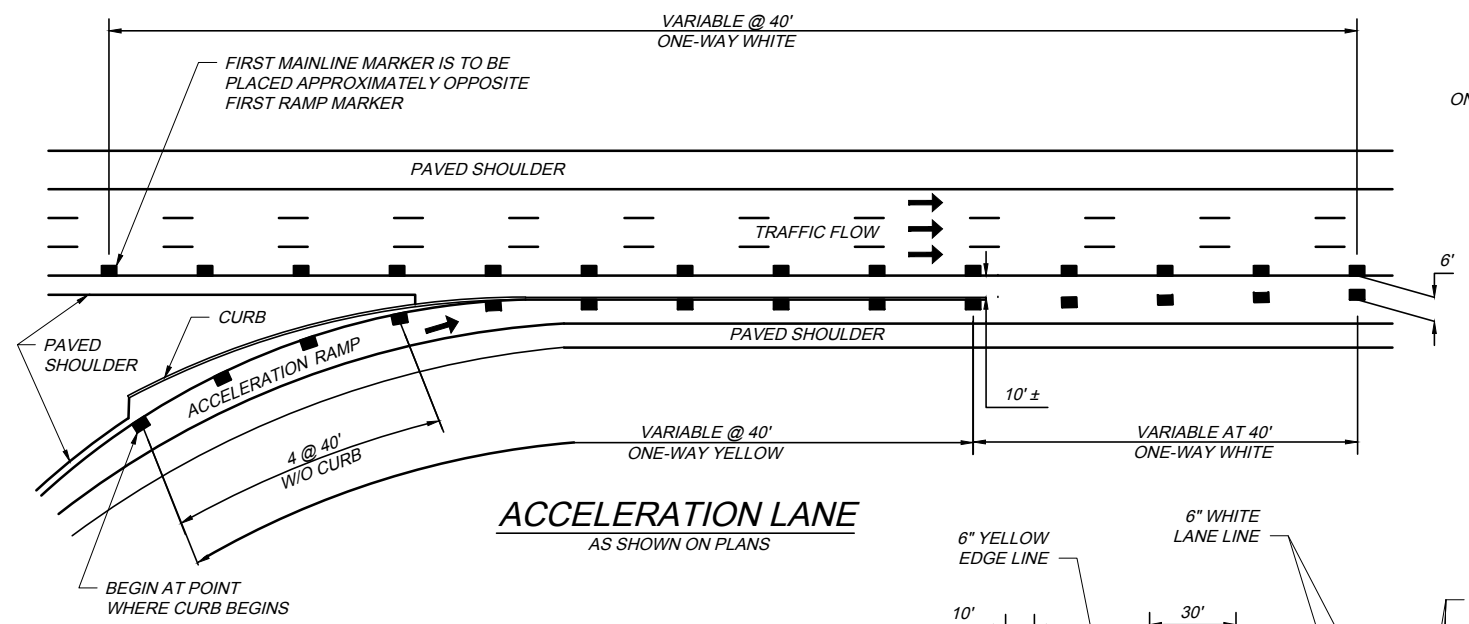 VARIABLE @ 40'
ONE-WAY WHITE
FIRST MAINLINE MARKER IS TO BE
PLACED APPROXIMATELY OPPOSITE
FIRST RAMP MARKER
ON
PAVED SHOULDER
TRAFFIC FLOW
6'
CURB
PAVED
SHOULDER
ACCELERATION RAMP
PAVED SHOULDER
10' ±
4 @ 40'
W/O CURB
VARIABLE @ 40'
ONE-WAY YELLOW
VARIABLE AT 40'
ONE-WAY WHITE
ACCELERATION LANE
AS SHOWN ON PLANS
BEGIN AT POINT
WHERE CURB BEGINS
6" YELLOW
EDGE LINE
6" WHITE
LANE LINE
10'
30'